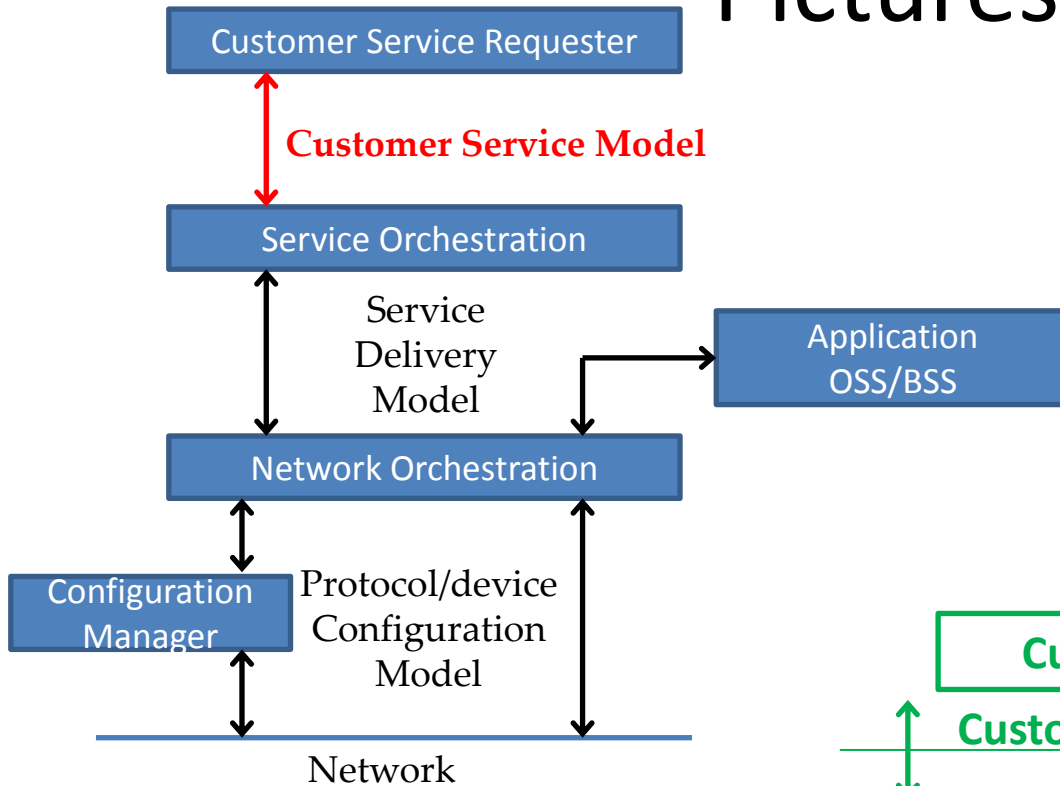 Pictures
Customer Service Requester
Customer Service Model
Service Orchestration
Service
Delivery
Model
Application
OSS/BSS
Network Orchestration
Configuration
Manager
Protocol/device
Configuration
Model
Network